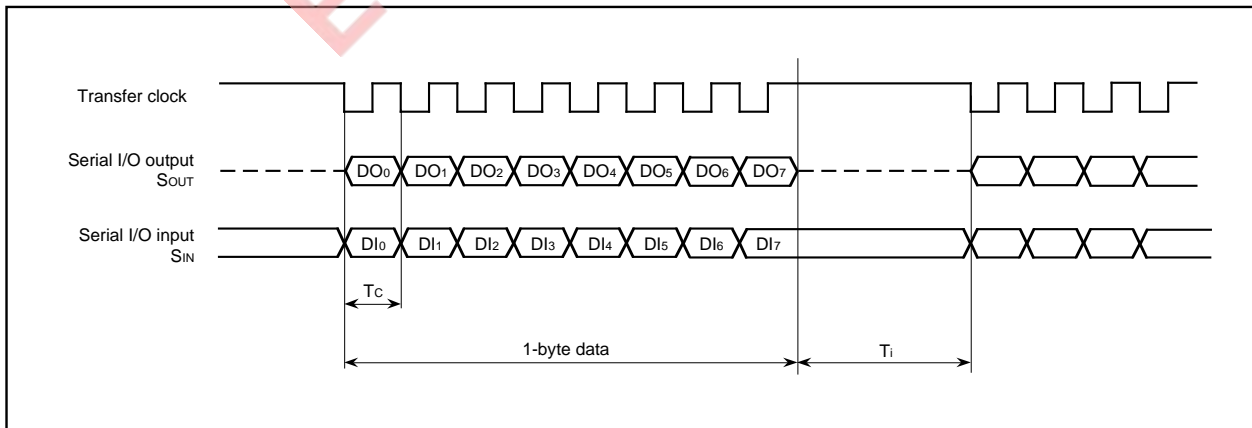 E
Transfer clock
Serial I/O output
SOUT
DO0 DO1 DO2 DO3 DO4 DO5 DO6 DO7
Serial I/O input
SIN
DI0 DI1 DI2 DI3 DI4 DI5 DI6 DI7
TC
1-byte data
Ti